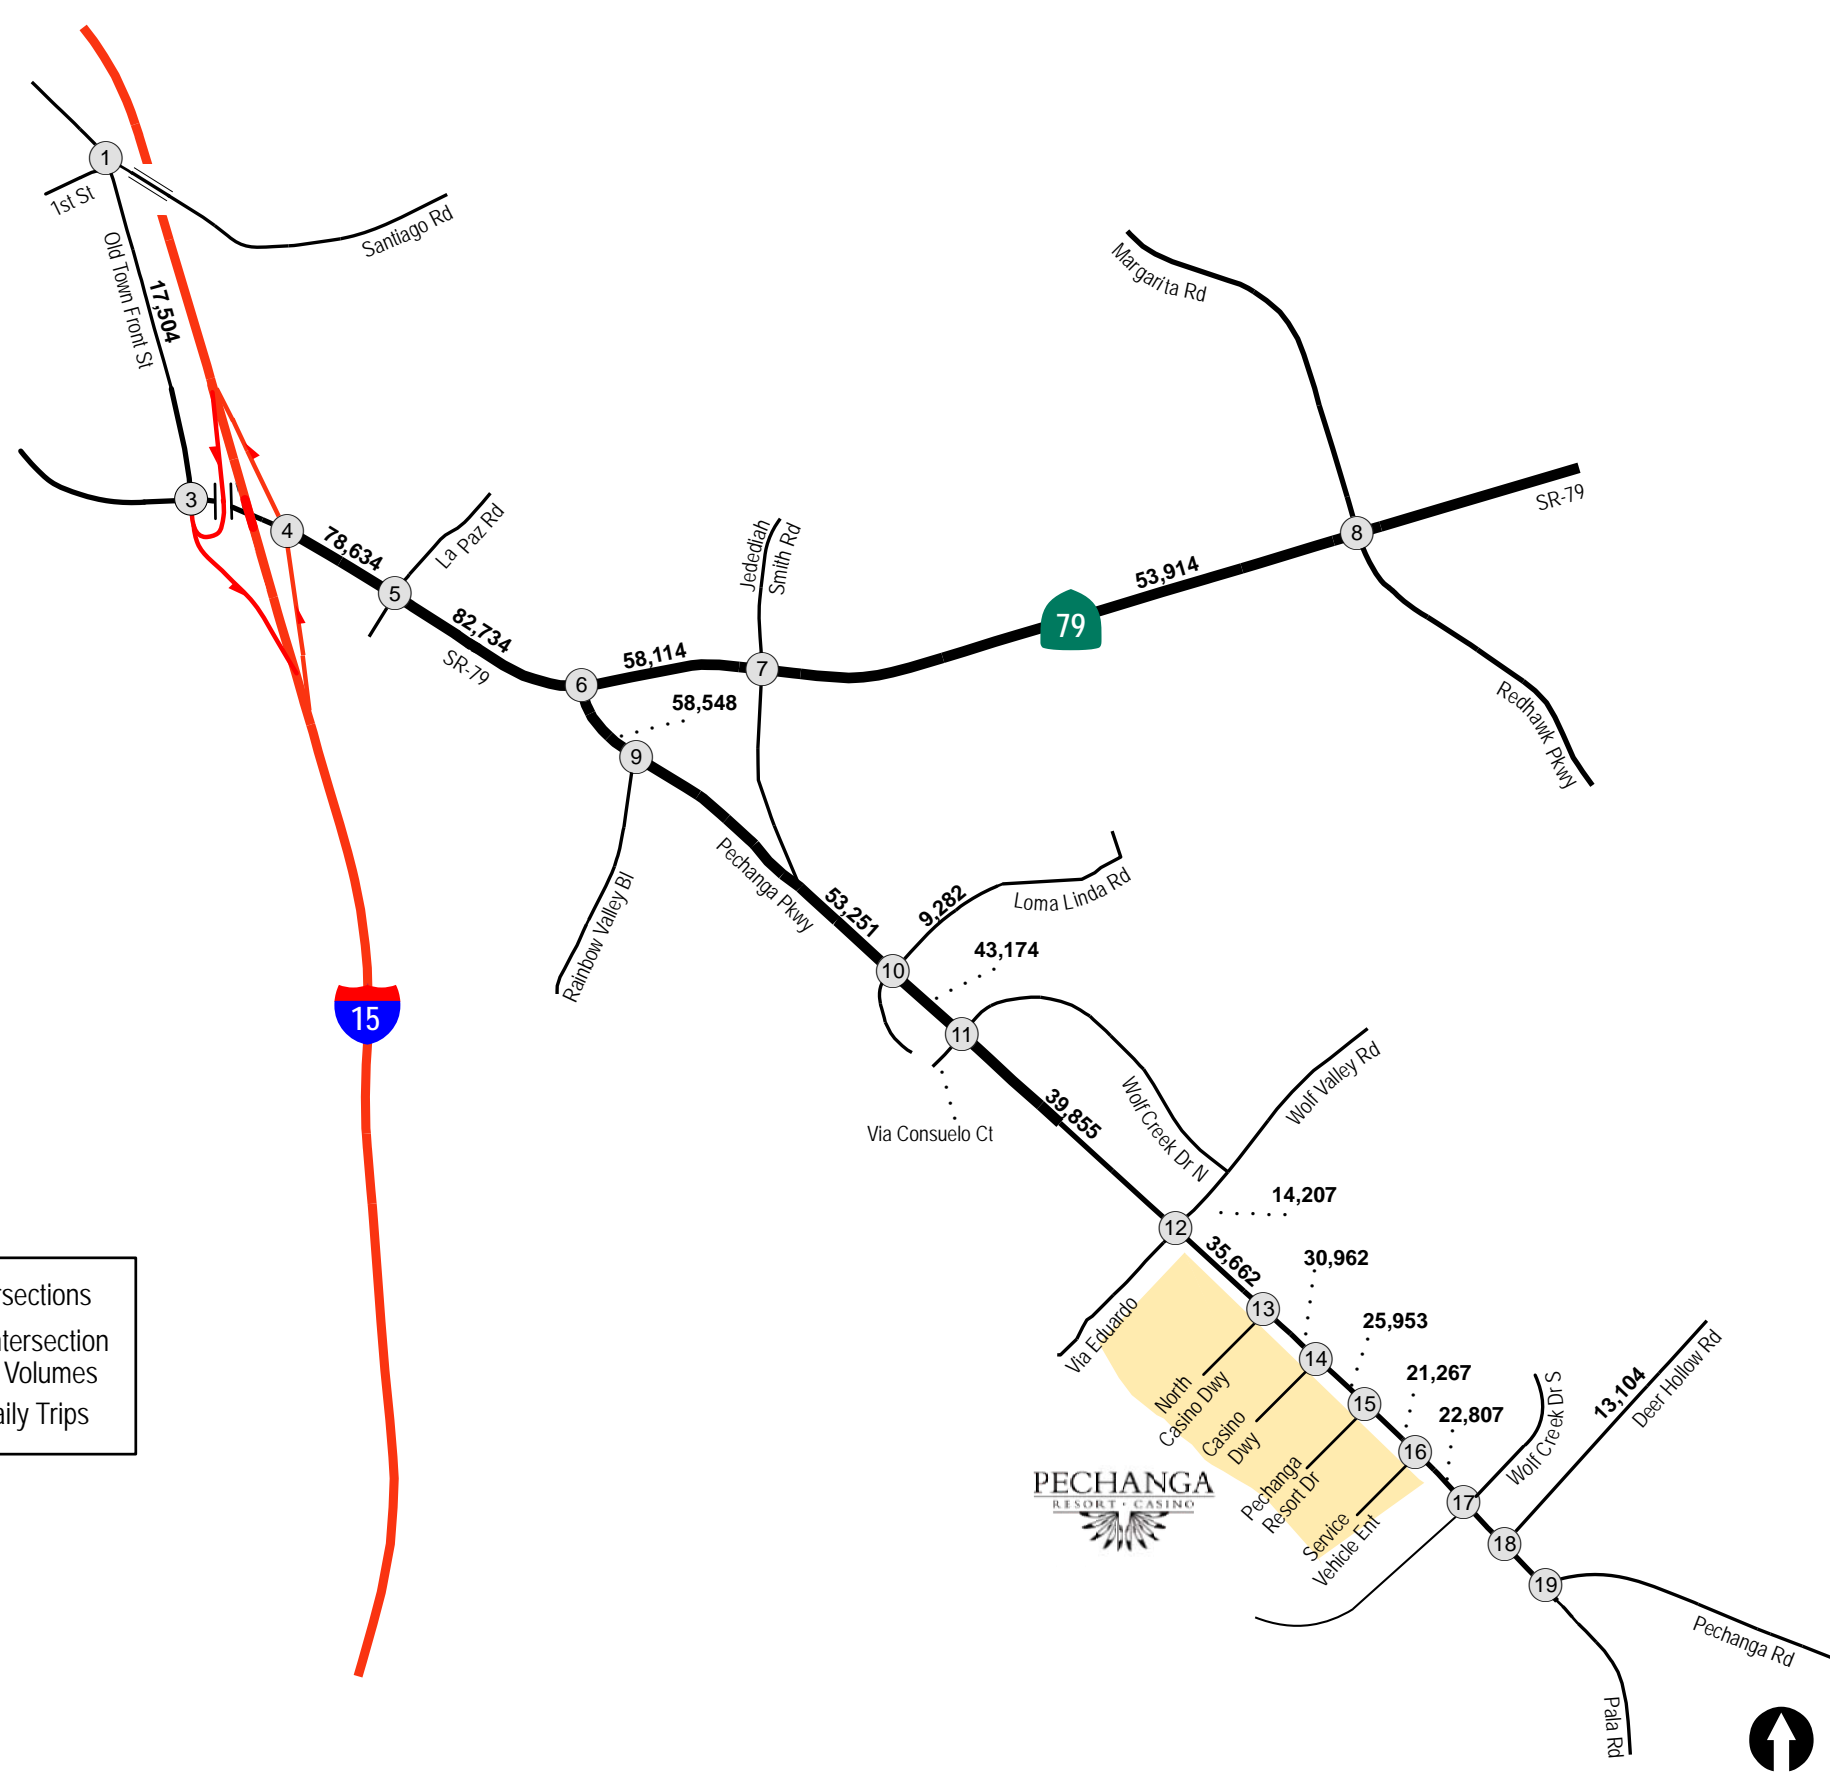 1
1st St
Santiago Rd
Old Town Front St
17,504
Margarita Rd
3
4
78,634
La Paz Rd
5
82,734
SR-79
Jedediah
Smith Rd
6
58,114
7
58,548
53,914
79
8
SR-79
Redhawk Pkwy
9
Rainbow Valley Bl
Pechanga Pkwy
53,251
9,282
Loma Linda Rd
10
43,174
11
15
Via Consuelo Ct
39,855
Wolf Creek Dr N
Wolf Valley Rd
14,207
12
35,662
30,962
Via Eduardo
13
25,953
14
21,267
North
Casino Dwy
15
22,807
Casino
Dwy
16
Wolf Creek Dr S
13,104
Deer Hollow Rd
Pechanga
Resort Dr
17
Service
Vehicle Ent
18
19
Pechanga Rd
Pala Rd
PECHANGA
RESORT · CASINO
rsections
ntersection
Volumes
aily Trips